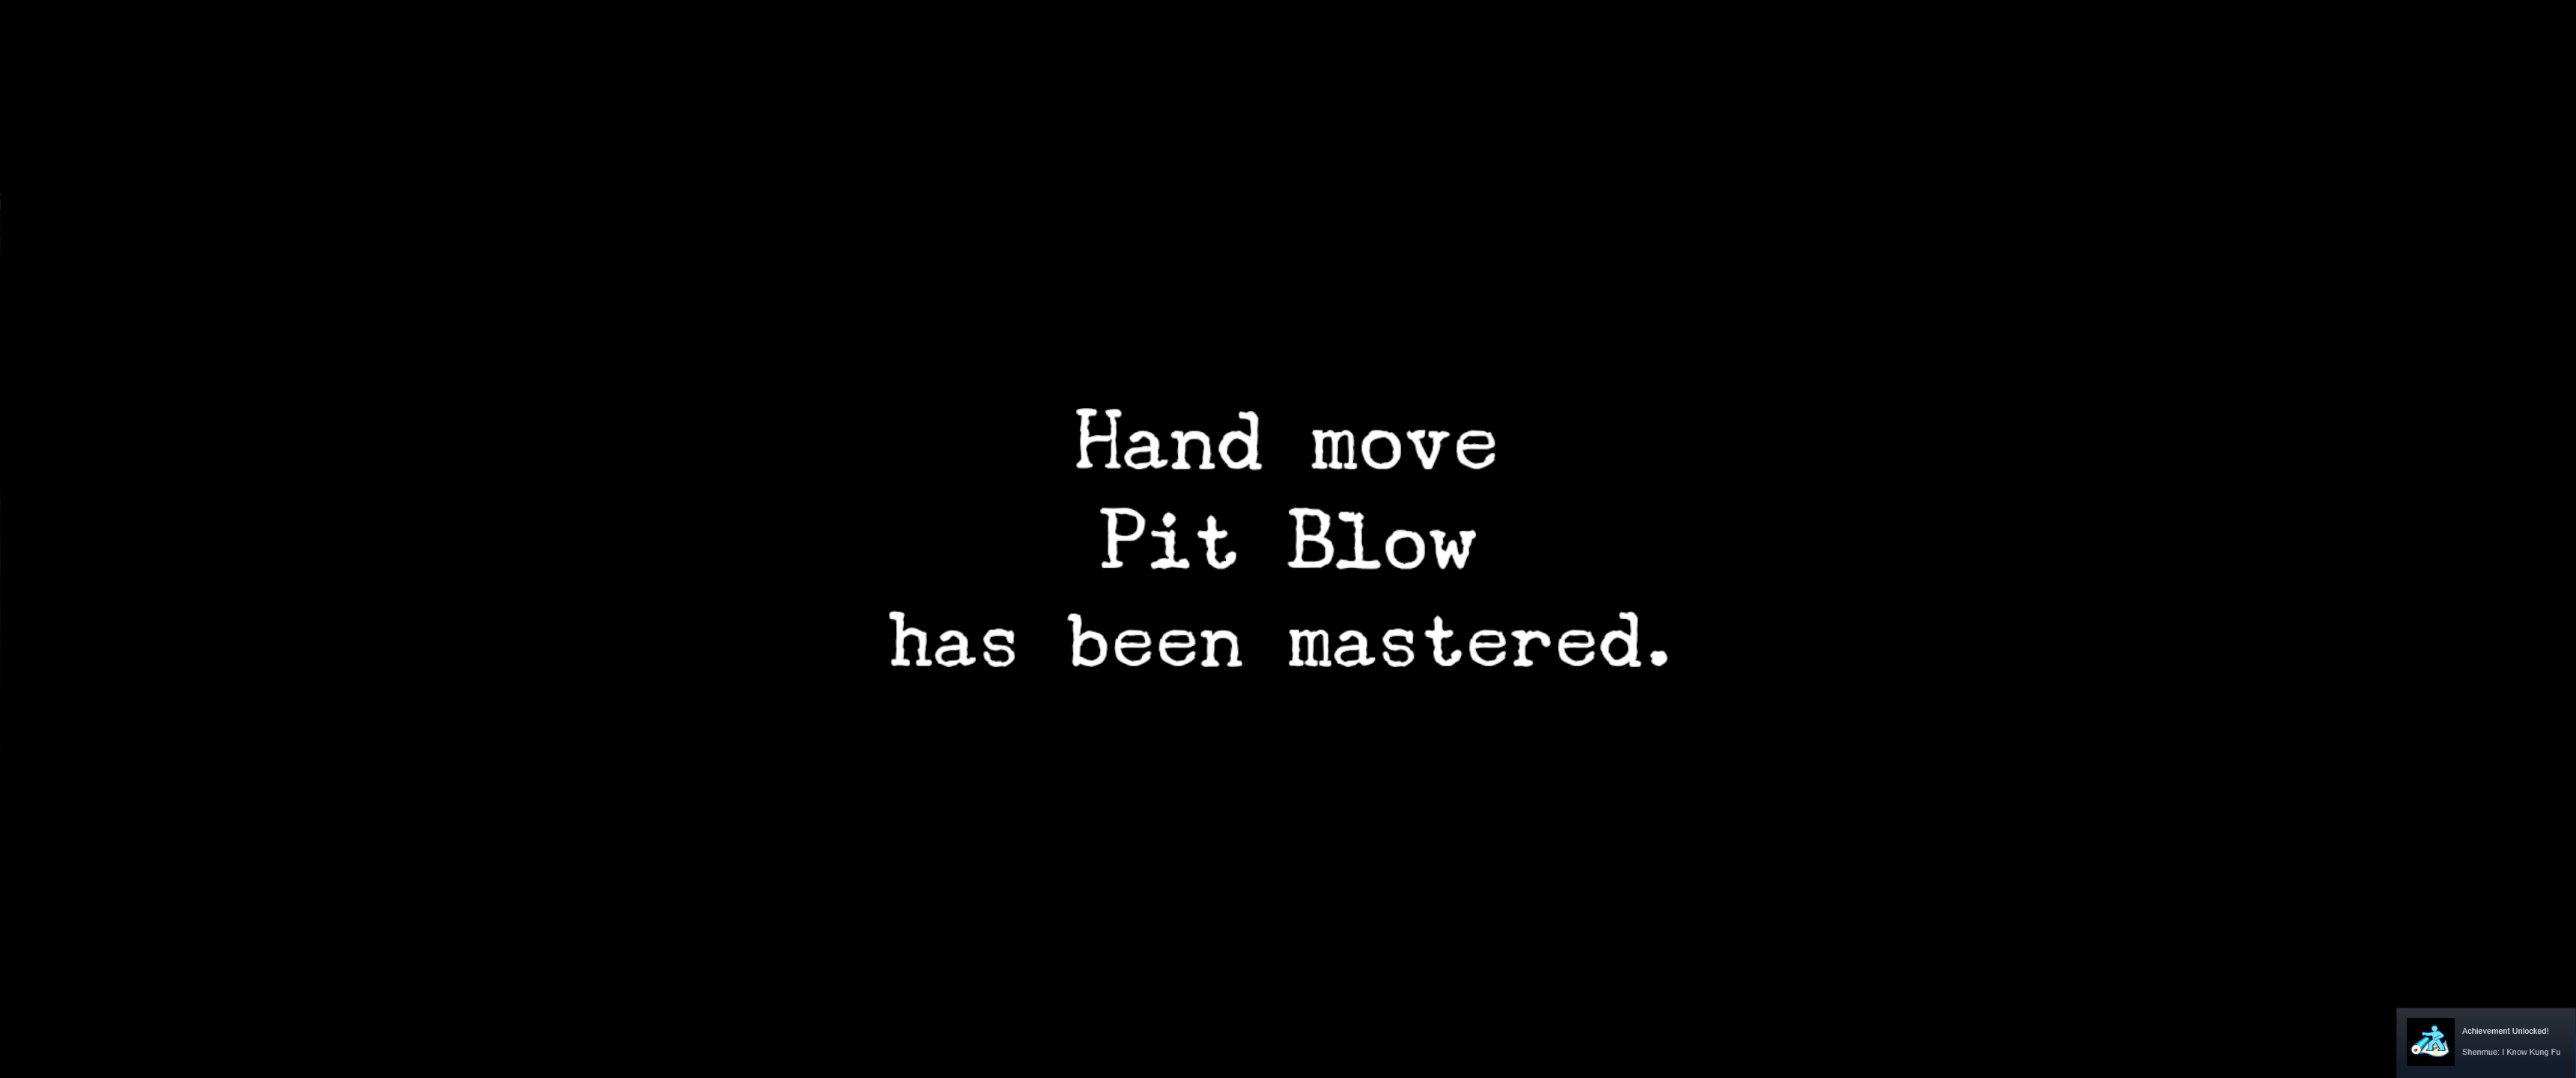 Hand move
Pit Blow
has been mastered.
Achievement Unlocked!
Shenmue: I Know Kung Fu